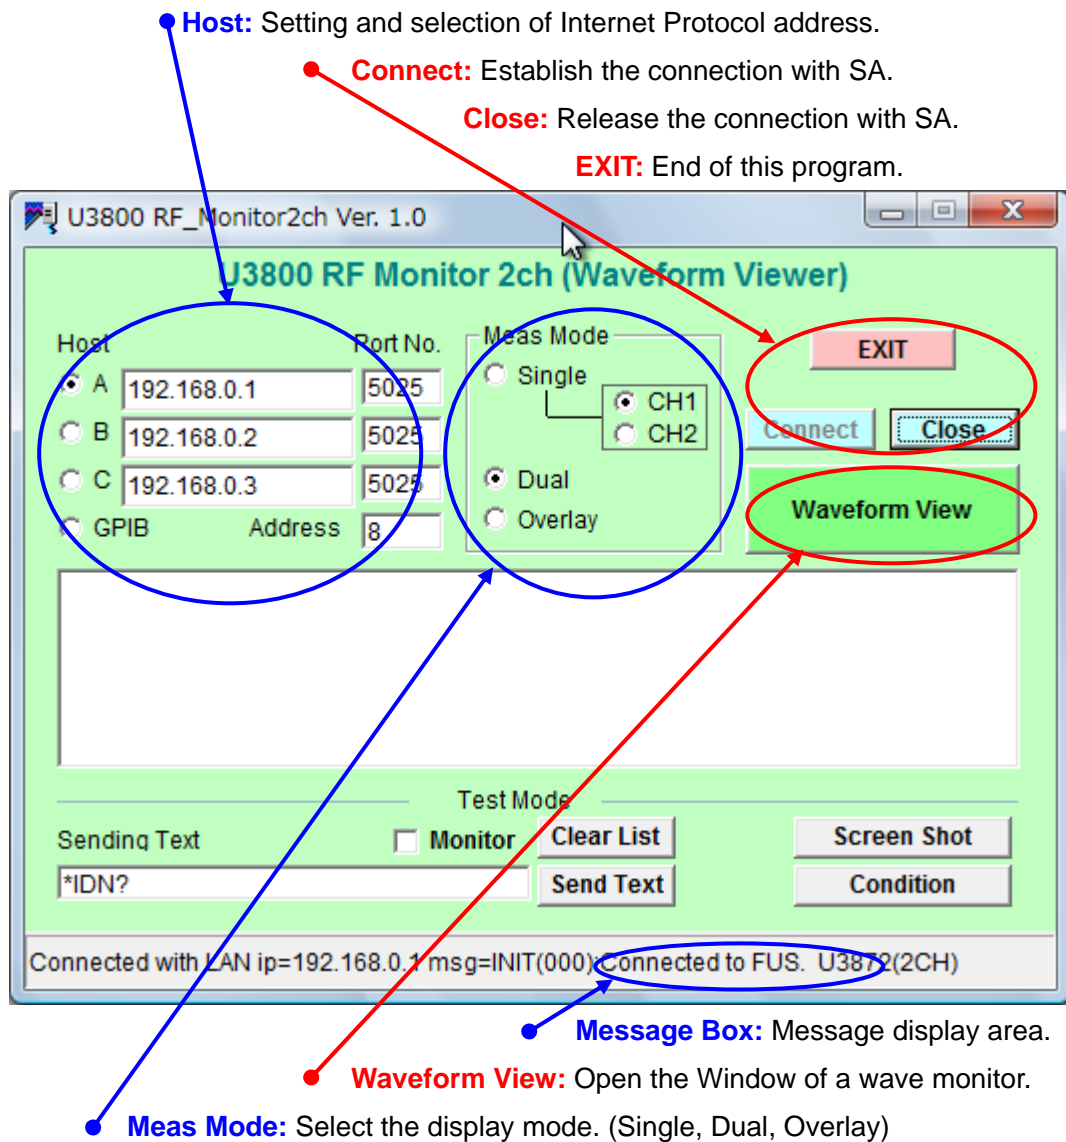 Host: Setting and selection of Internet Protocol address.
Connect: Establish the connection with SA.
Close: Release the connection with SA.
EXIT: End of this program.
U3800 RF_Monitor2ch Ver. 1.0
U3800 RF Monitor 2ch (Waveform Viewer)
Host Port No. Meas Mode EXIT
A 192.168.0.1 5025 Single
CH1
B 192.168.0.2 5025 CH2 Connect Close
C 192.168.0.3 5025 Dual
GPIB Address 8 Overlay Waveform View
Test Mode
Sending Text Monitor Clear List Screen Shot
*IDN? Send Text Condition
Connected with LAN ip=192.168.0.1 msg=INIT(000):Connected to FUS. U3872(2CH)
Message Box: Message display area.
Waveform View: Open the Window of a wave monitor.
Meas Mode: Select the display mode. (Single, Dual, Overlay)